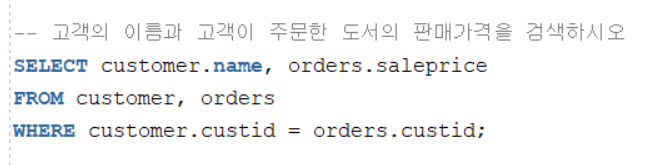 -- 고객의 이름과 고객이 주문한 도서의 판매가격을 검색하시오
SELECT customer.name, orders.saleprice
FROM customer, orders
WHERE customer.custid = orders.custid;